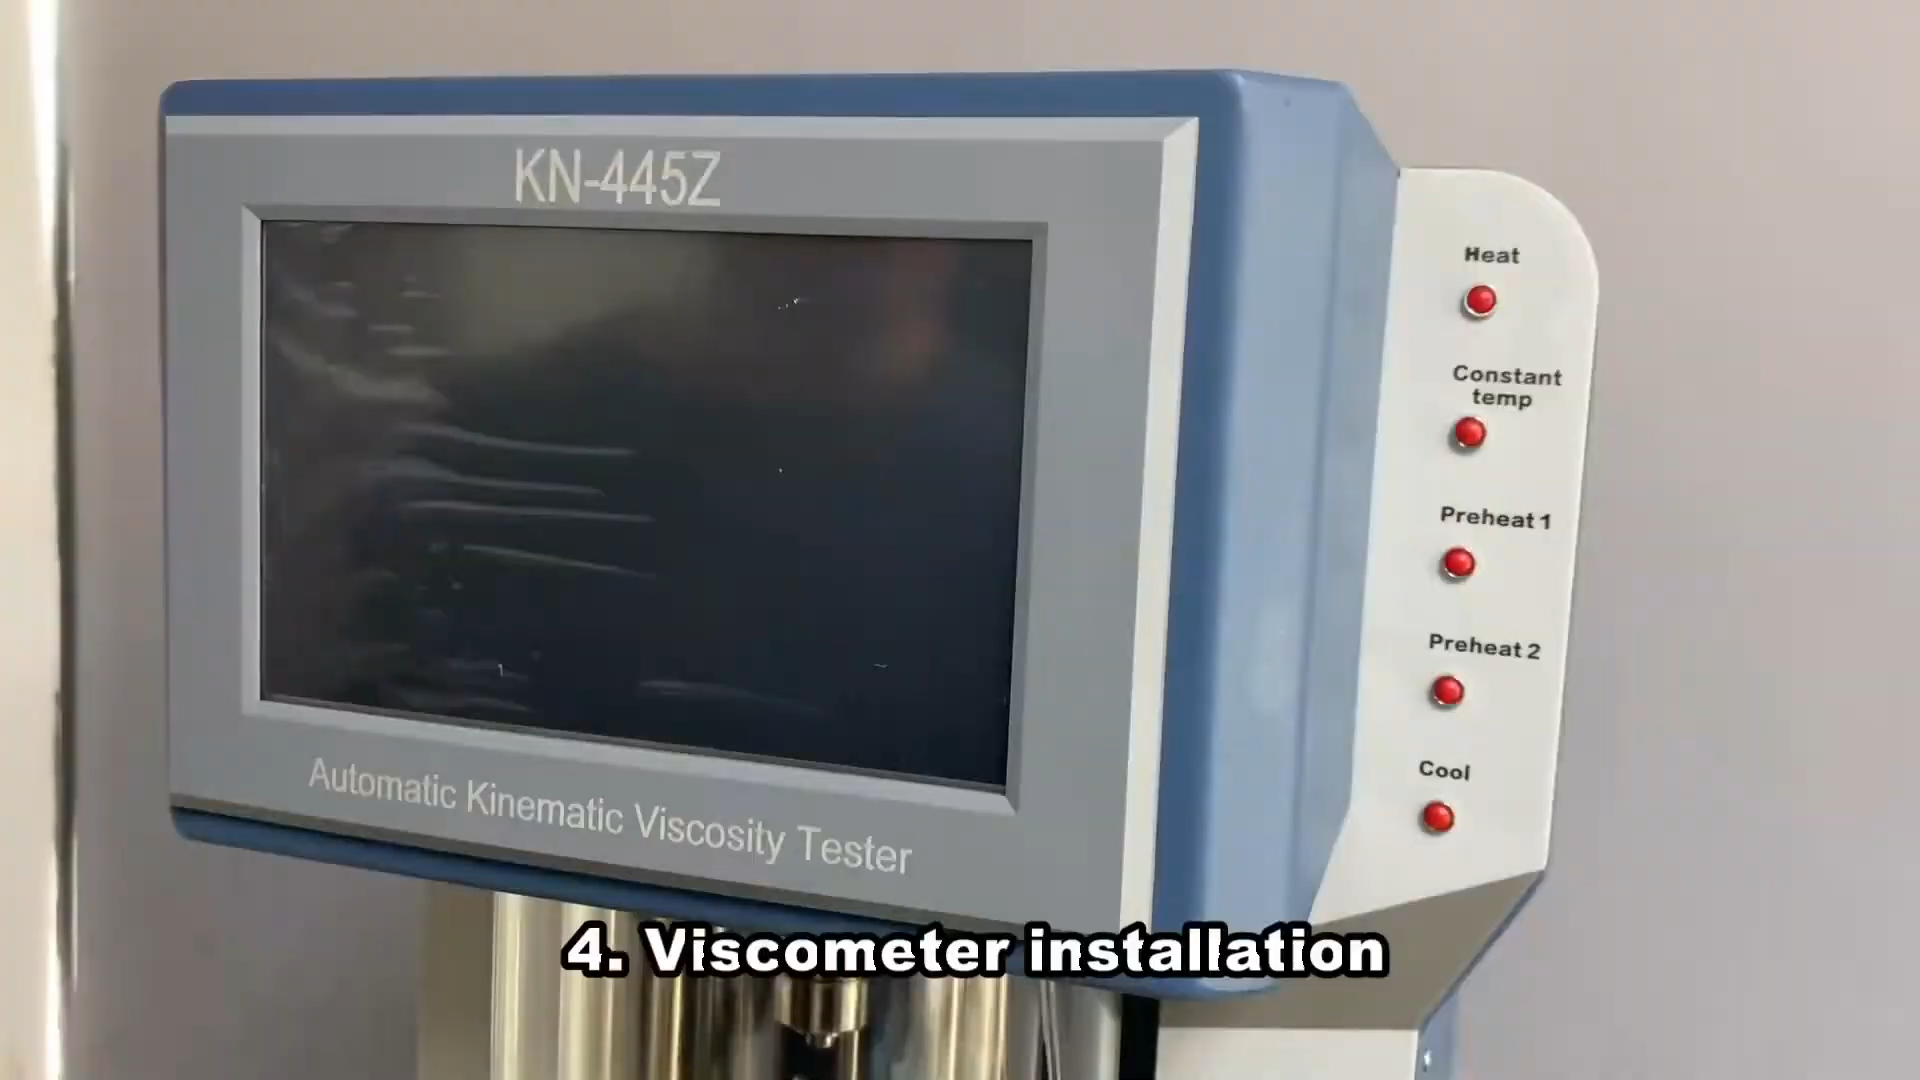 KN-445Z
Automatic Kinematic Viscosity Tester
Heat
Constant
temp
Preheat 1
Preheat 2
Cool
4. Viscometer installation